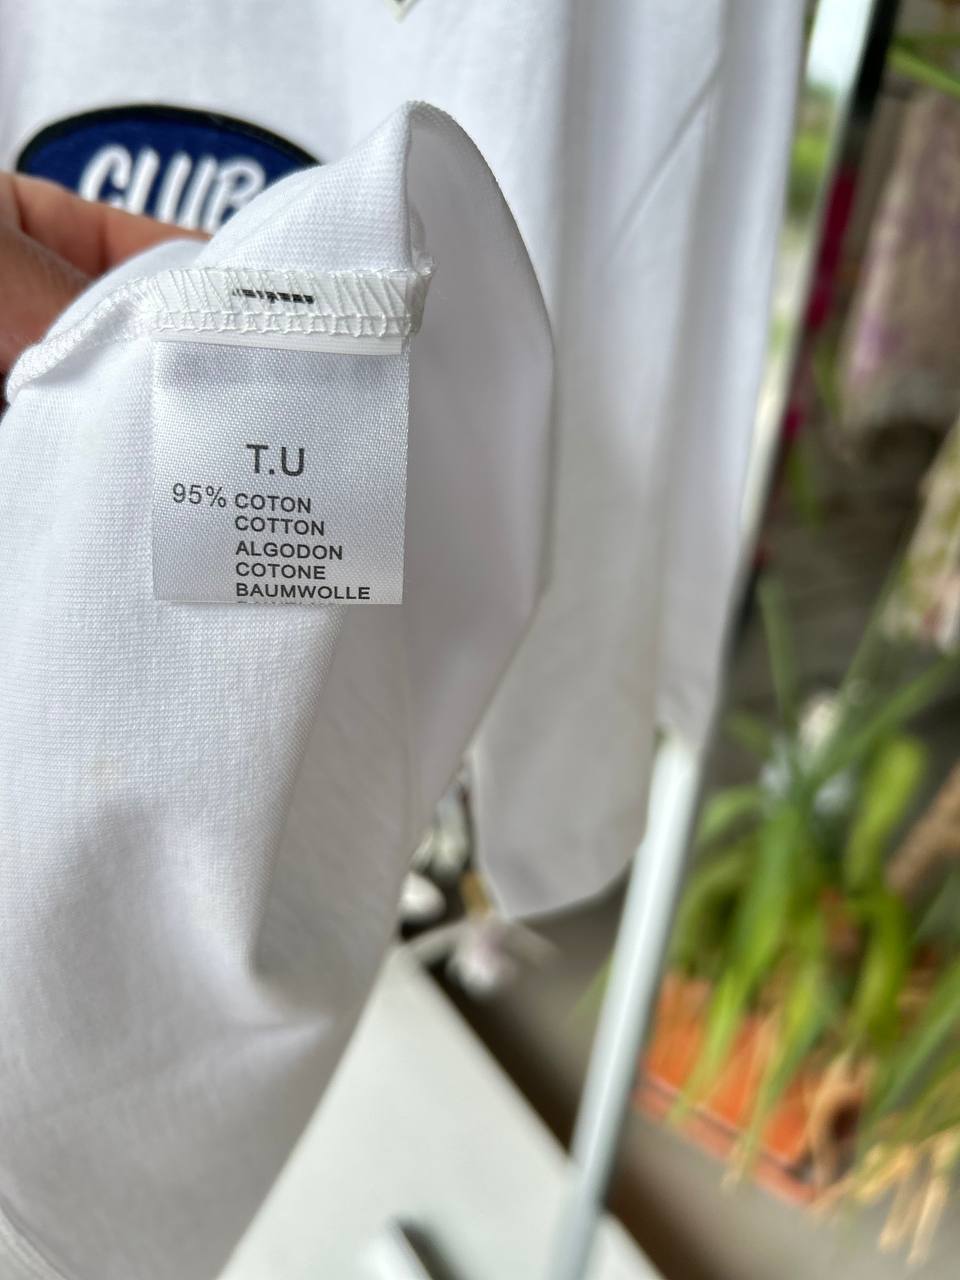 CLUB
T.U
95% COTON
COTTON
ALGODON
COTONE
BAUMWOLLE